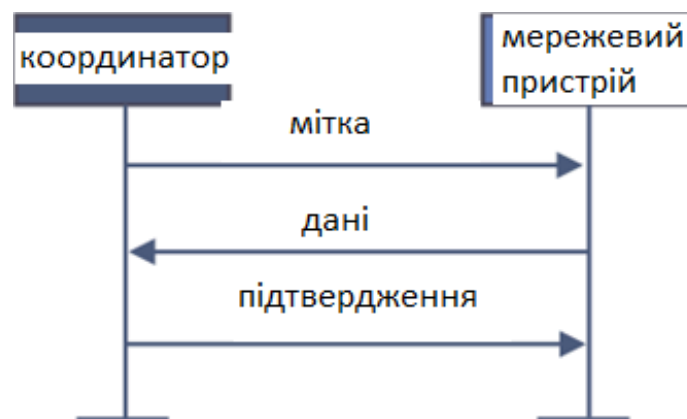 координатор
мережевий
пристрій
мітка
дані
підтвердження